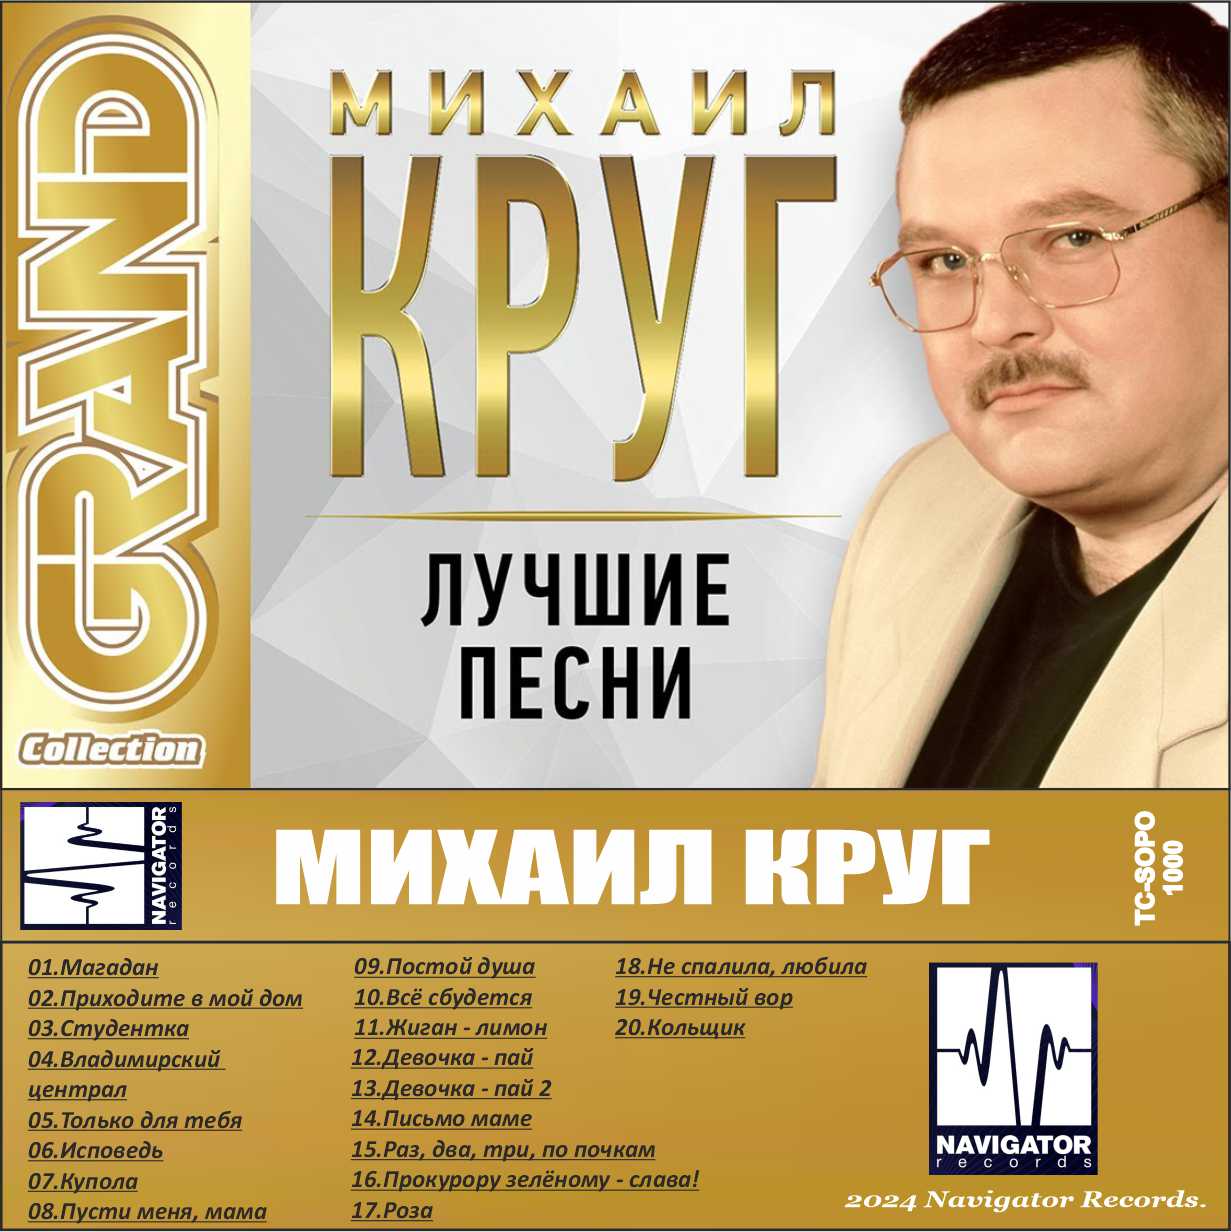 GRAND
Collection
МИХАИЛ
КРУГ
ЛУЧШИЕ
ПЕСНИ
NAVIGATOR
records
МИХАИЛ КРУГ
TC-SOPO
1000
01.Магадан
02.Приходите в мой дом
03.Студентка
04.Владимирский
централ
05.Только для тебя
06.Исповедь
07.Купола
08.Пусти меня, мама
09.Постой душа
10.Всё сбудется
11.Жиган - лимон
12.Девочка - пай
13.Девочка - пай 2
14.Письмо маме
15.Раз, два, три, по почкам
16.Прокурору зелёному - слава!
17.Роза
18.Не спалила, любила
19.Честный вор
20.Кольщик
NAVIGATOR
records
2024 Navigator Records.